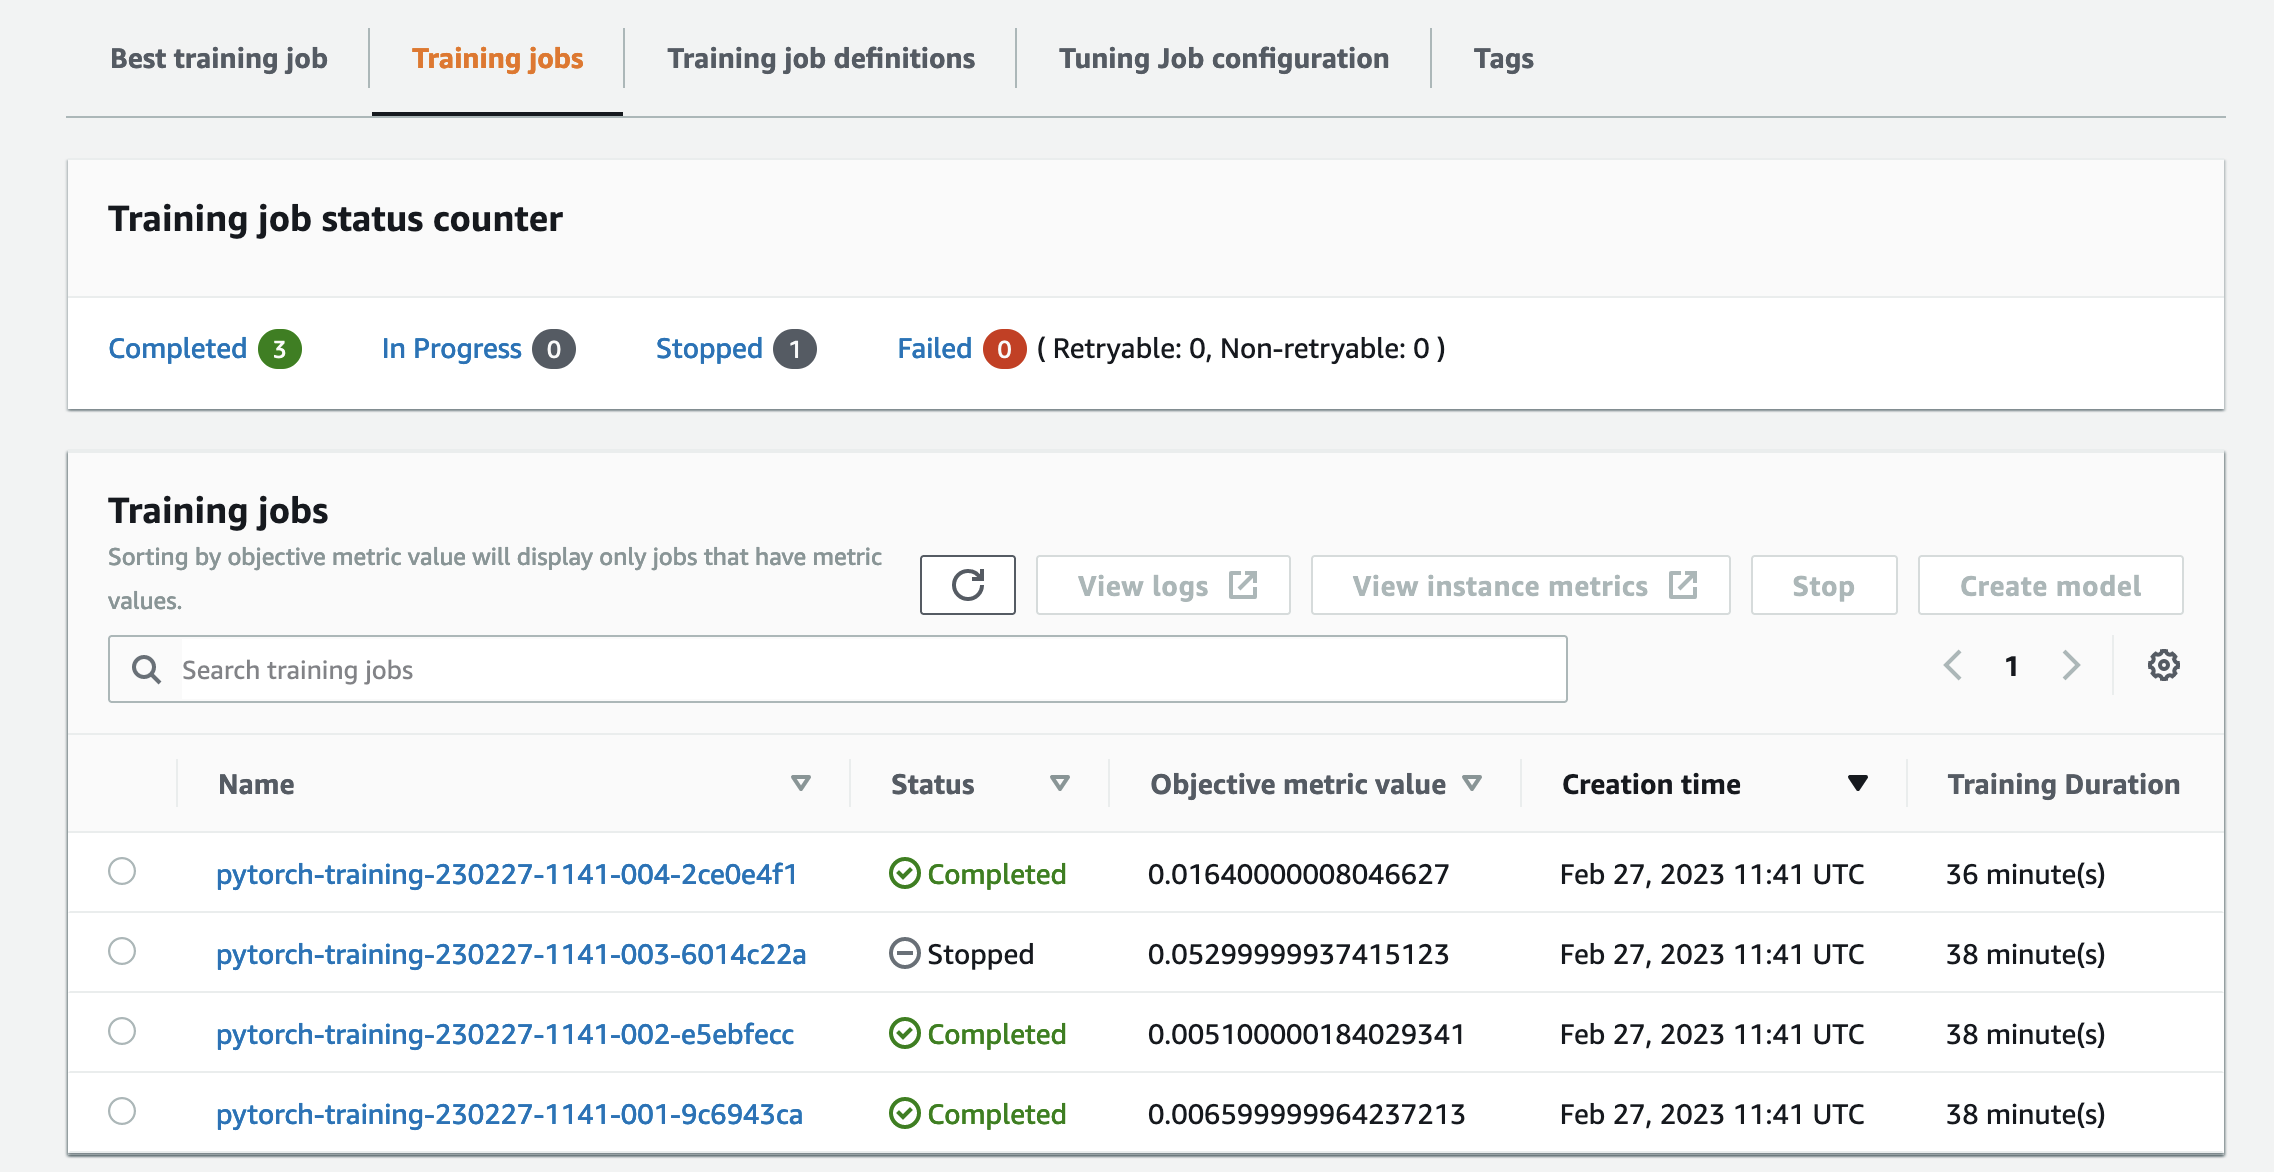 Best training job
Training jobs
Training job definitions
Tuning Job configuration
Tags
Training job status counter
Completed 3
In Progress 0
Stopped 1
Failed 0 ( Retryable: 0, Non-retryable: 0 )
Training jobs
Sorting by objective metric value will display only jobs that have metric
values.
View logs
View instance metrics
Stop
Create model
Search training jobs
1
Name Status Objective metric value Creation time Training Duration
pytorch-training-230227-1141-004-2ce0e4f1 Completed 0.01640000008046627 Feb 27, 2023 11:41 UTC 36 minute(s)
pytorch-training-230227-1141-003-6014c22a Stopped 0.05299999937415123 Feb 27, 2023 11:41 UTC 38 minute(s)
pytorch-training-230227-1141-002-e5ebfecc Completed 0.005100000184029341 Feb 27, 2023 11:41 UTC 38 minute(s)
pytorch-training-230227-1141-001-9c6943ca Completed 0.006599999964237213 Feb 27, 2023 11:41 UTC 38 minute(s)